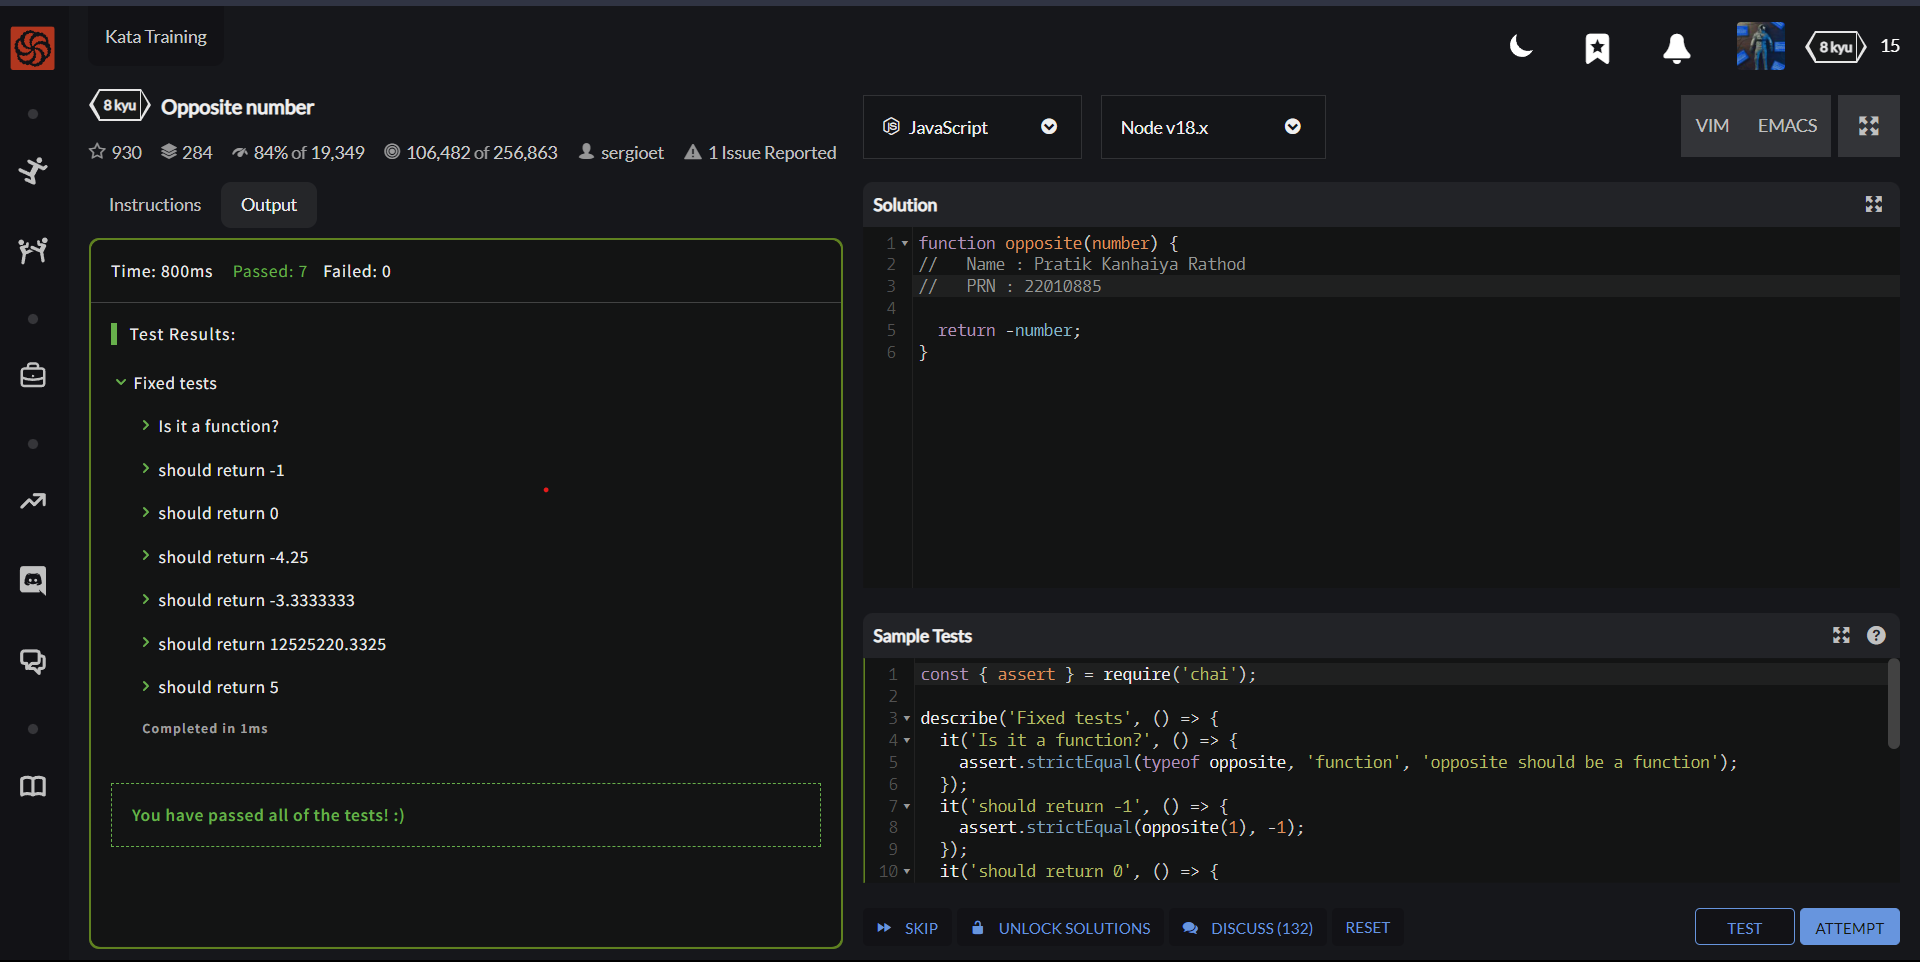 Kata Training
8 kyu 15
8 kyu Opposite number
930 284 84% of 19,349 106,482 of 256,863 sergioet 1 Issue Reported
Instructions Output
Time: 800ms Passed: 7 Failed: 0
Test Results:
Fixed tests
Is it a function?
should return -1
should return 0
should return -4.25
should return -3.3333333
should return 12525220.3325
should return 5
Completed in 1ms
You have passed all of the tests! :)
JavaScript Node v18.x VIM EMACS
Solution
1 function opposite(number) {
2 //   Name : Pratik Kanhaiya Rathod
3 //   PRN : 22010885
4
5   return -number;
6 }
Sample Tests
1 const { assert } = require('chai');
2
3 describe('Fixed tests', () => {
4   it('Is it a function?', () => {
5     assert.strictEqual(typeof opposite, 'function', 'opposite should be a function');
6   });
7   it('should return -1', () => {
8     assert.strictEqual(opposite(1), -1);
9   });
10   it('should return 0', () => {
SKIP UNLOCK SOLUTIONS DISCUSS (132) RESET TEST ATTEMPT